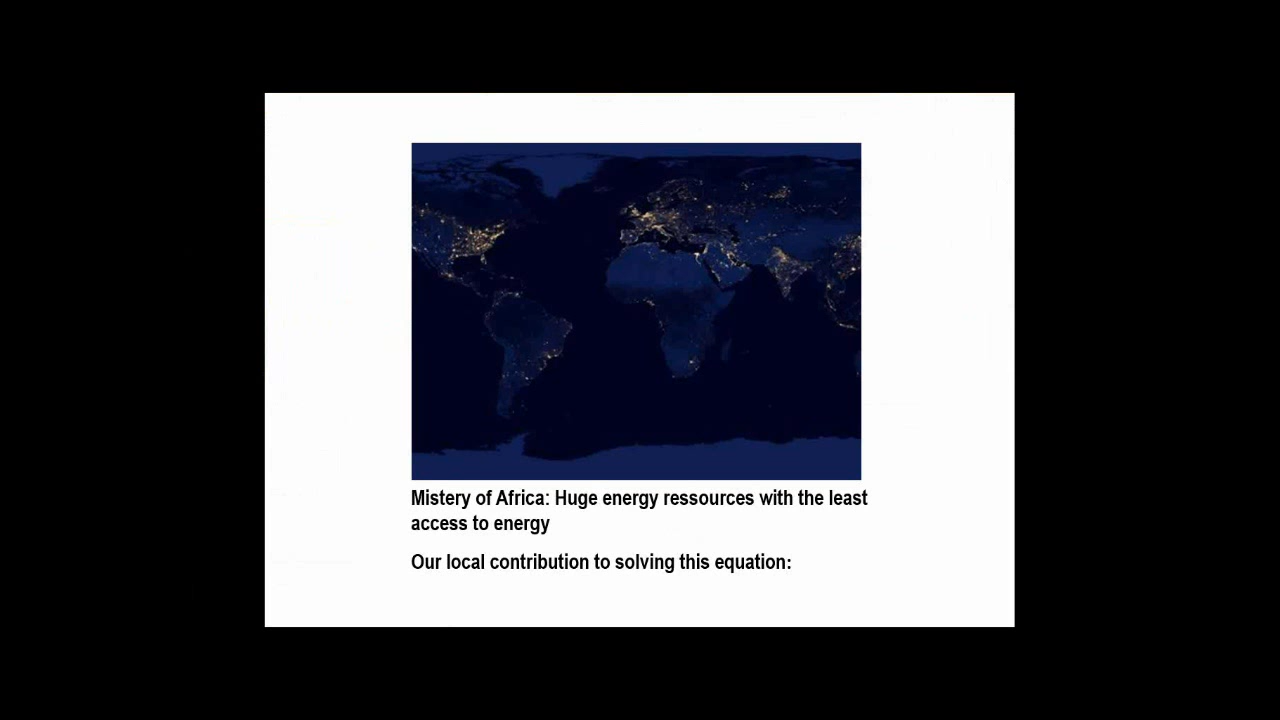 Mistery of Africa: Huge energy ressources with the least
access to energy
Our local contribution to solving this equation: